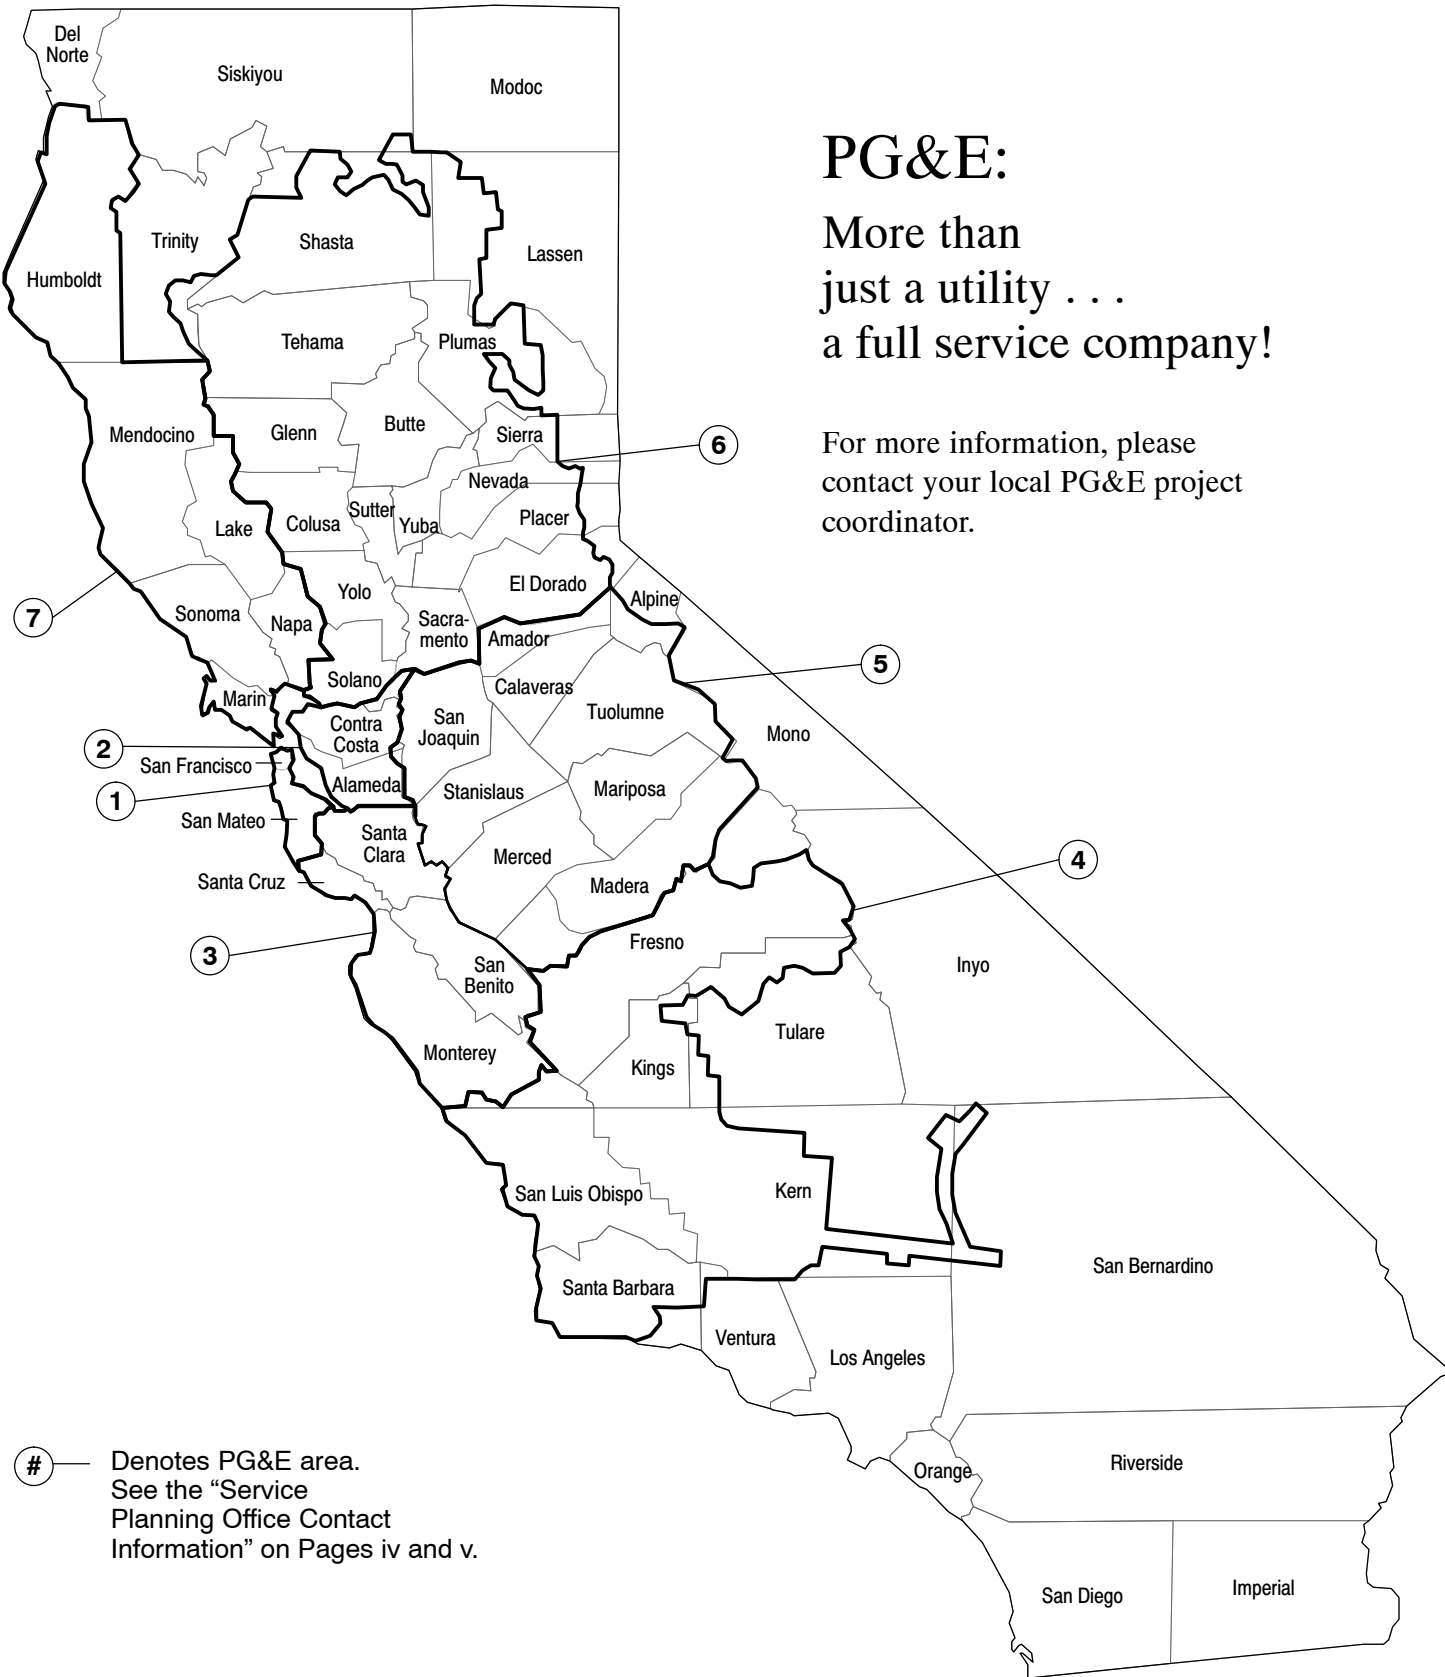 Del
Norte
Siskiyou
Modoc
PG&E:
More than
just a utility . . .
a full service company!
For more information, please
contact your local PG&E project
coordinator.
Trinity
Shasta
Lassen
Humboldt
Tehama
Plumas
Mendocino
Glenn
Butte
Sierra
6
Nevada
Lake
Colusa
Sutter
Yuba
Placer
Yolo
El Dorado
Alpine
7
Sonoma
Napa
Sacra-
mento
Amador
5
Solano
Marin
Calaveras
Contra
Costa
San
Joaquin
Tuolumne
Mono
2
San Francisco
1
Alameda
Stanislaus
Mariposa
San Mateo
Santa
Clara
Merced
4
Santa Cruz
Madera
3
Fresno
San
Benito
Inyo
Monterey
Kings
Tulare
San Luis Obispo
Kern
San Bernardino
Santa Barbara
Ventura
Los Angeles
Orange
Riverside
San Diego
Imperial
#
Denotes PG&E area.
See the “Service
Planning Office Contact
Information” on Pages iv and v.